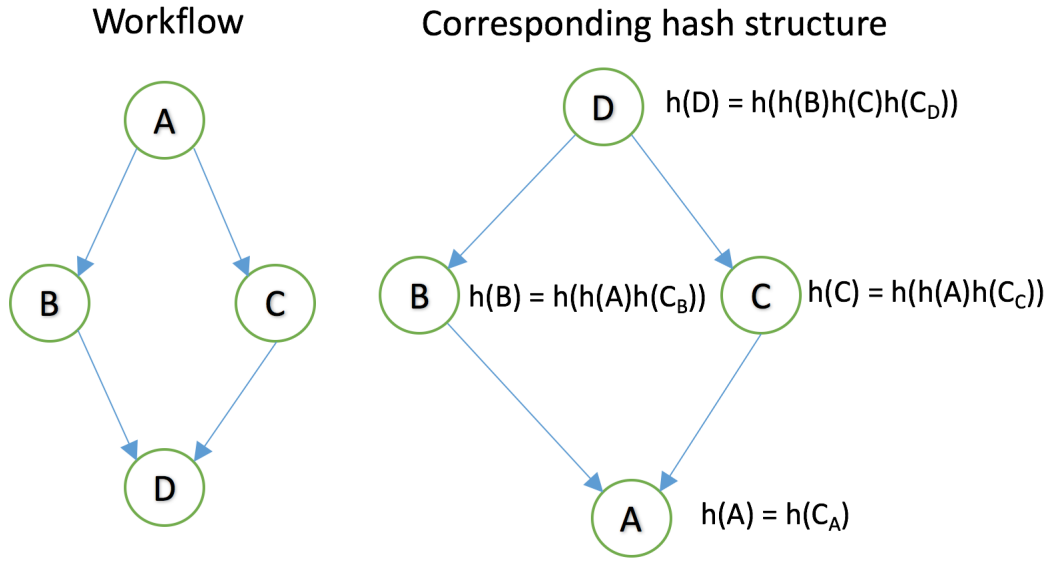 Workflow
Corresponding hash structure
A
B
C
D
D
h(D) = h(h(B)h(C)h(C_D))
B
h(B) = h(h(A)h(C_B))
C
h(C) = h(h(A)h(C_C))
A
h(A) = h(C_A)